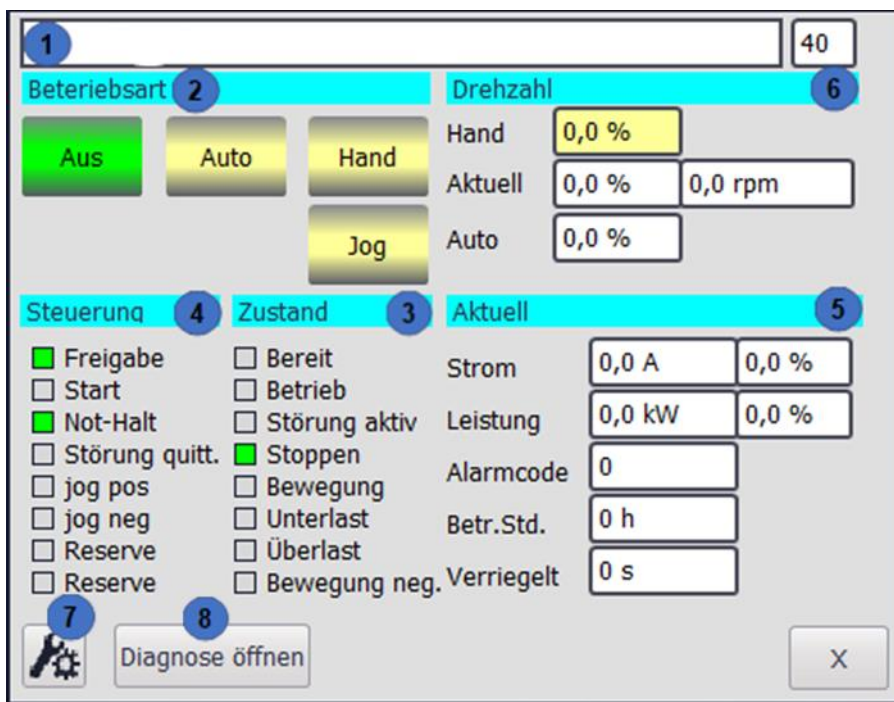 1
40
Beteriebsart 2
Drehzahl 6
Aus
Auto
Hand
Jog
Hand 0,0 %
Aktuell 0,0 % 0,0 rpm
Auto 0,0 %
Steuerung 4
Freigabe
Start
Not-Halt
Störung quitt.
jog pos
jog neg
Reserve
Reserve
Zustand 3
Bereit
Betrieb
Störung aktiv
Stoppen
Bewegung
Unterlast
Überlast
Bewegung neg.
Aktuell 5
Strom 0,0 A 0,0 %
Leistung 0,0 kW 0,0 %
Alarmcode 0
Betr.Std. 0 h
Verriegelt 0 s
7
8
Diagnose öffnen
X